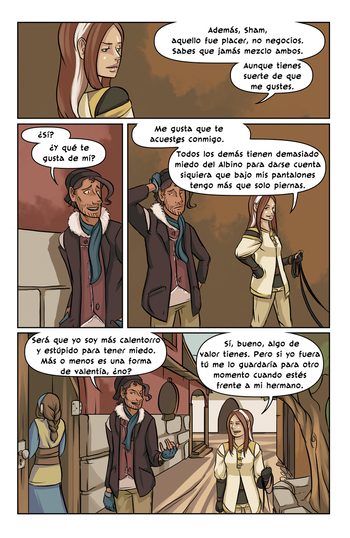 Además, Sham,
aquello fue placer, no negocios.
Sabes que jamás mezclo ambos.
Aunque tienes
suerte de que
me gustes.
¿Sí?
¿Y qué te
gusta de mí?
Me gusta que te
acuestes conmigo.
Todos los demás tienen demasiado
miedo del Albino para darse cuenta
siquiera que bajo mis pantalones
tengo más que solo piernas.
Será que yo soy más calentorro
y estúpido para tener miedo.
Más o menos es una forma
de valentía, ¿no?
Sí, bueno, algo de
valor tienes. Pero si yo fuera
tú me lo guardaría para otro
momento cuando estés
frente a mi hermano.